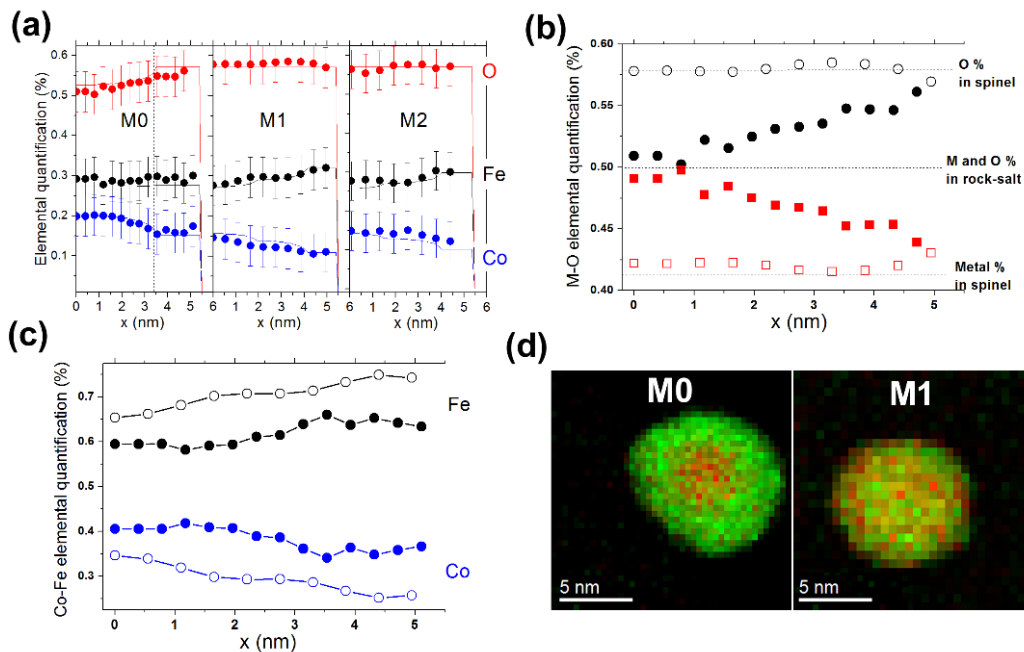 (a)
Elemental quantification (%)
0.6
0.5
0.4
0.3
0.2
0.1
M0
M1
M2
O
Fe
Co
0 1 2 3 4 5 6 1 2 3 4 5 6 1 2 3 4 5 6
x (nm)
x (nm)
x (nm)
(b)
M-O elemental quantification (%)
0.60
0.55
0.50
0.45
0.40
O %
in spinel
M and O %
in rock-salt
Metal %
in spinel
0 1 2 3 4 5
x (nm)
(c)
Co-Fe elemental quantification (%)
0.7
0.6
0.5
0.4
0.3
Fe
Co
0 1 2 3 4 5
x (nm)
(d)
M0
M1
5 nm
5 nm